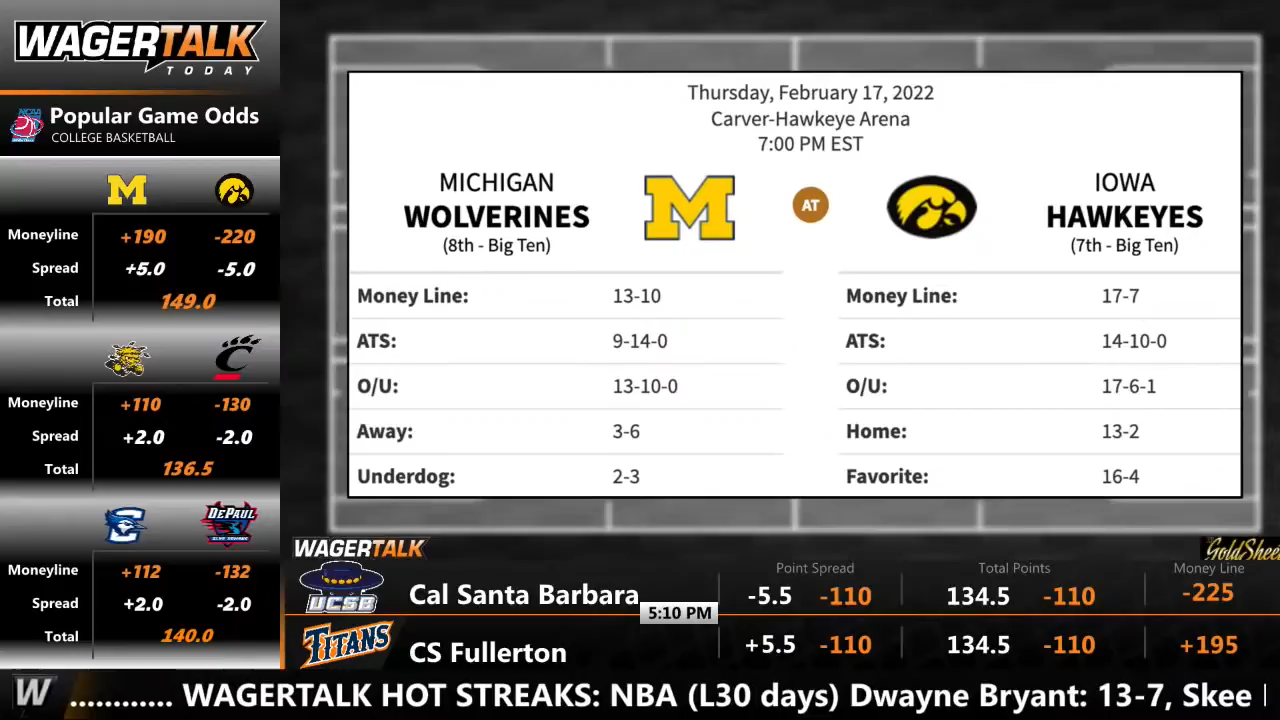 WAGERTALK
TODAY
Popular Game Odds
COLLEGE BASKETBALL
Moneyline +190 -220
Spread +5.0 -5.0
Total 149.0
Moneyline +110 -130
Spread +2.0 -2.0
Total 136.5
DEPAUL
BLUE DEMONS
Moneyline +112 -132
Spread +2.0 -2.0
Total 140.0
Thursday, February 17, 2022
Carver-Hawkeye Arena
7:00 PM EST
MICHIGAN
WOLVERINES
(8th - Big Ten)
M
AT
IOWA
HAWKEYES
(7th - Big Ten)
Money Line: 13-10 Money Line: 17-7
ATS: 9-14-0 ATS: 14-10-0
O/U: 13-10-0 O/U: 17-6-1
Away: 3-6 Home: 13-2
Underdog: 2-3 Favorite: 16-4
WAGERTALK
GoldShee
Point Spread Total Points Money Line
UCSB Cal Santa Barbara -5.5 -110 134.5 -110 -225
5:10 PM
TITANS CS Fullerton +5.5 -110 134.5 -110 +195
W ............ WAGERTALK HOT STREAKS: NBA (L30 days) Dwayne Bryant: 13-7, Skee